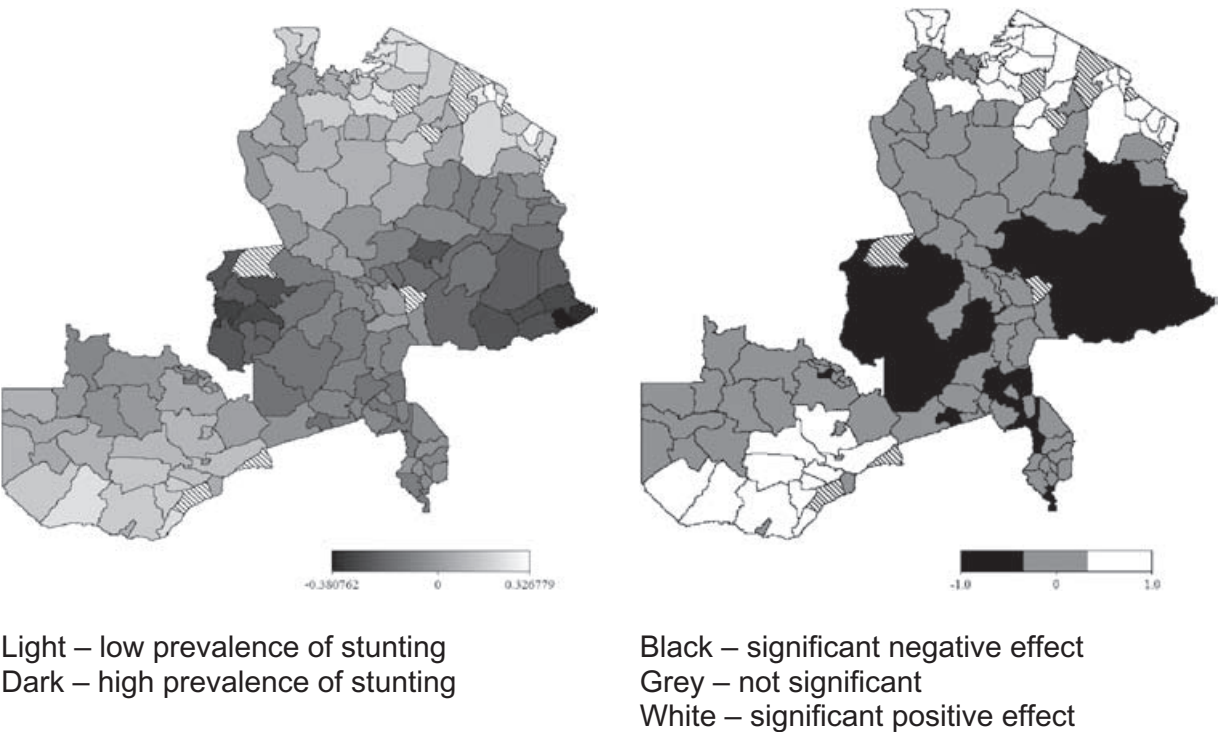 -0.380762 0 0.326779
-1.0 0 1.0
Light – low prevalence of stunting
Dark – high prevalence of stunting
Black – significant negative effect
Grey – not significant
White – significant positive effect